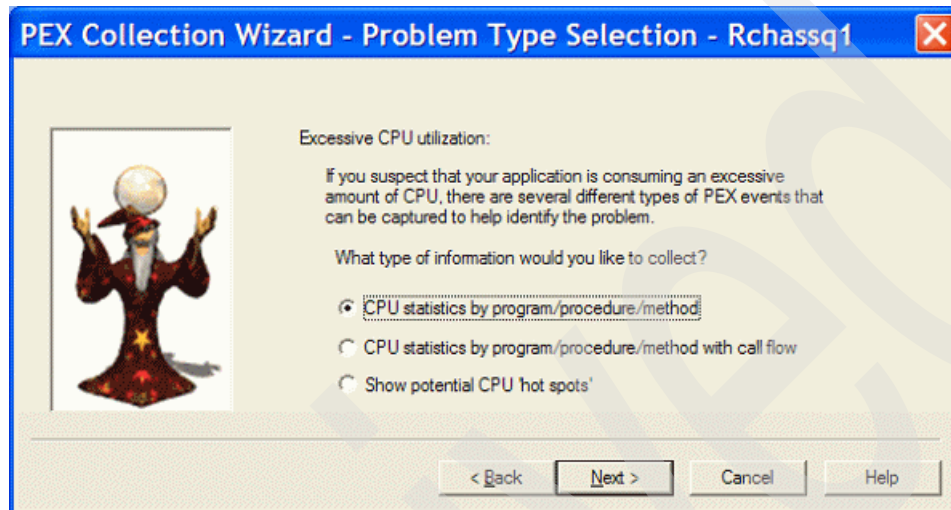 PEX Collection Wizard - Problem Type Selection - Rchassq1
Excessive CPU utilization:
If you suspect that your application is consuming an excessive
amount of CPU, there are several different types of PEX events that
can be captured to help identify the problem.
What type of information would you like to collect?
CPU statistics by program/procedure/method
CPU statistics by program/procedure/method with call flow
Show potential CPU 'hot spots'
< Back Next > Cancel Help